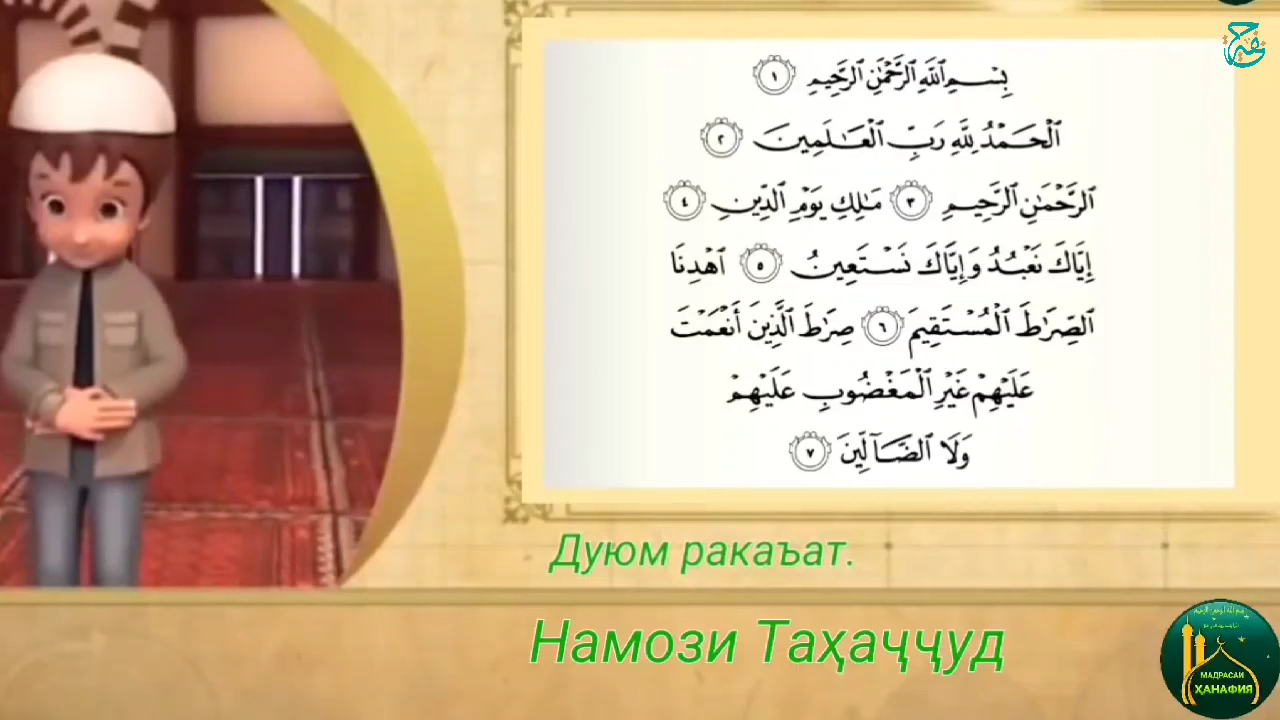 بِسْمِ ٱللَّهِ ٱلرَّحْمَٰنِ ٱلرَّحِيمِ ١
ٱلْحَمْدُ لِلَّهِ رَبِّ ٱلْعَـٰلَمِينَ ٢
ٱلرَّحْمَٰنِ ٱلرَّحِيمِ ٣ مَـٰلِكِ يَوْمِ ٱلدِّينِ ٤
إِيَّاكَ نَعْبُدُ وَإِيَّاكَ نَسْتَعِينُ ٥ ٱهْدِنَا
ٱلصِّرَٰطَ ٱلْمُسْتَقِيمَ ٦ صِرَٰطَ ٱلَّذِينَ أَنْعَمْتَ
عَلَيْهِمْ غَيْرِ ٱلْمَغْضُوبِ عَلَيْهِمْ
وَلَا ٱلضَّآلِّينَ ٧
Дуюм ракаъат.
Намози Таҳаҷҷуд
МАДРАСАИ
ҲАНАФИЯ